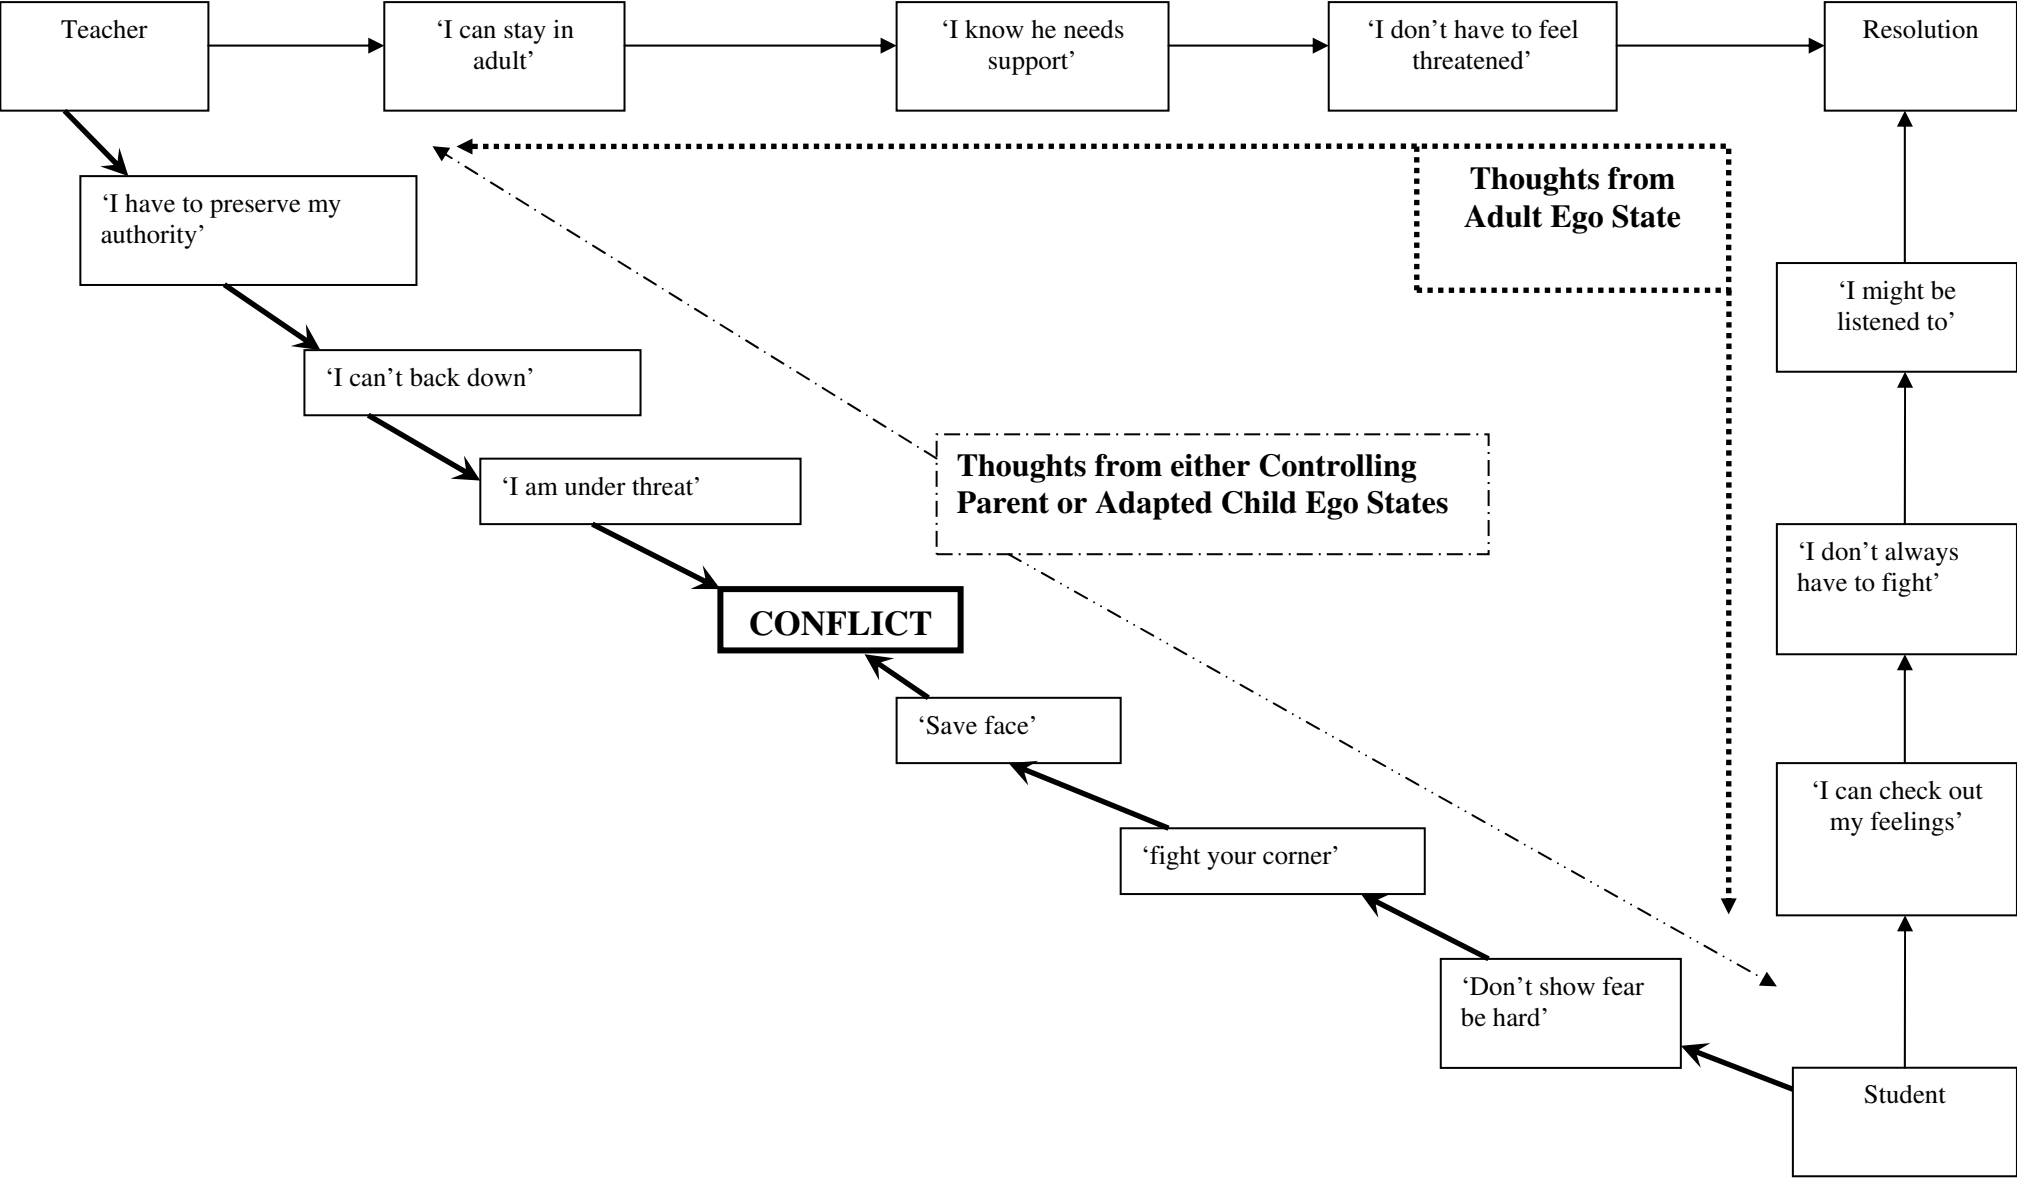 Teacher
‘I can stay in
adult’
‘I know he needs
support’
‘I don’t have to feel
threatened’
Resolution
‘I have to preserve my
authority’
Thoughts from
Adult Ego State
‘I might be
listened to’
‘I can’t back down’
‘I am under threat’
Thoughts from either Controlling
Parent or Adapted Child Ego States
‘I don’t always
have to fight’
CONFLICT
‘Save face’
‘I can check out
my feelings’
‘fight your corner’
‘Don’t show fear
be hard’
Student